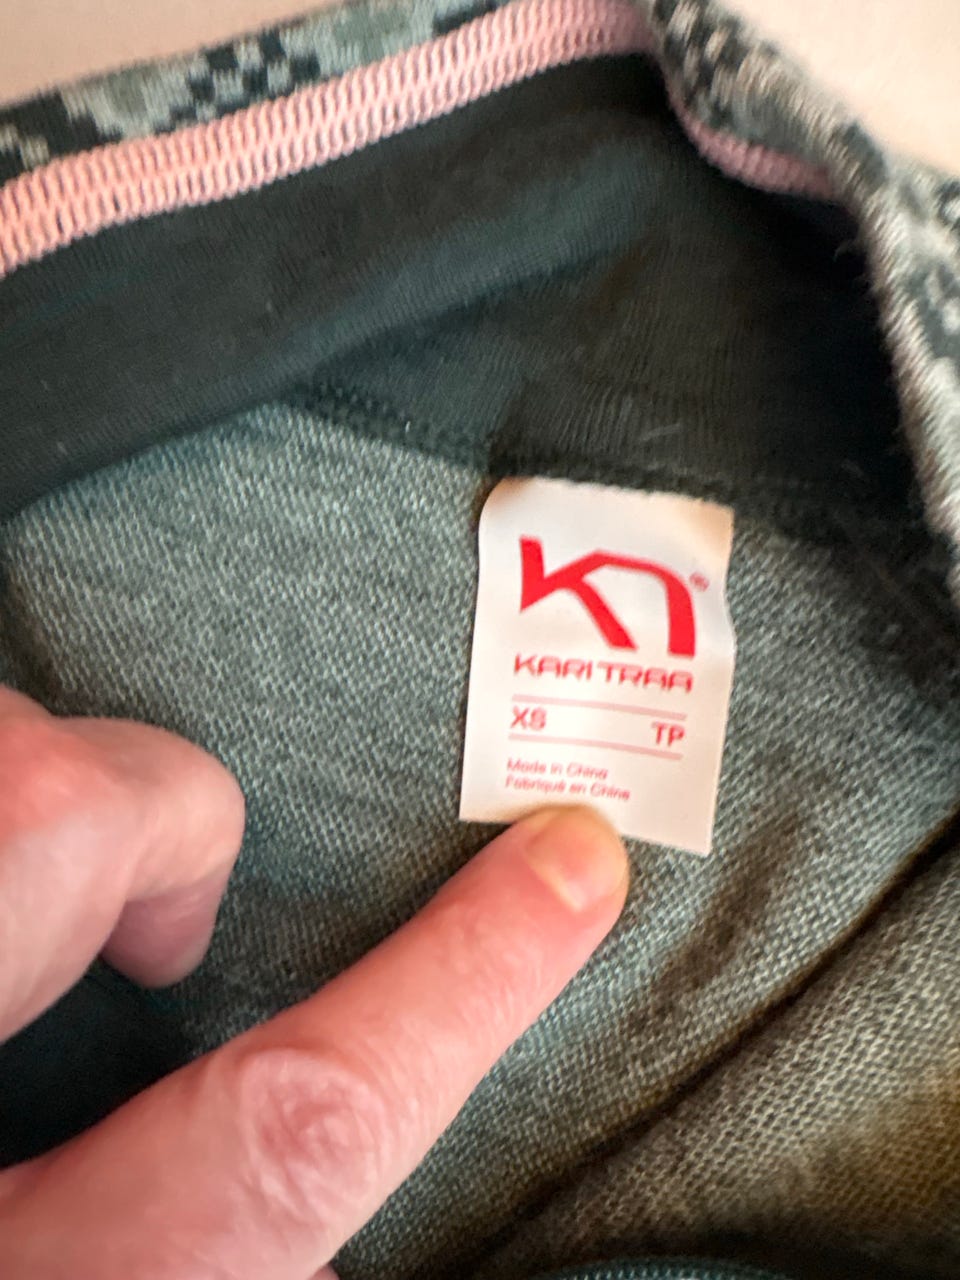 KARI TRAA
XS TP
Made in China
Fabriqué en Chine